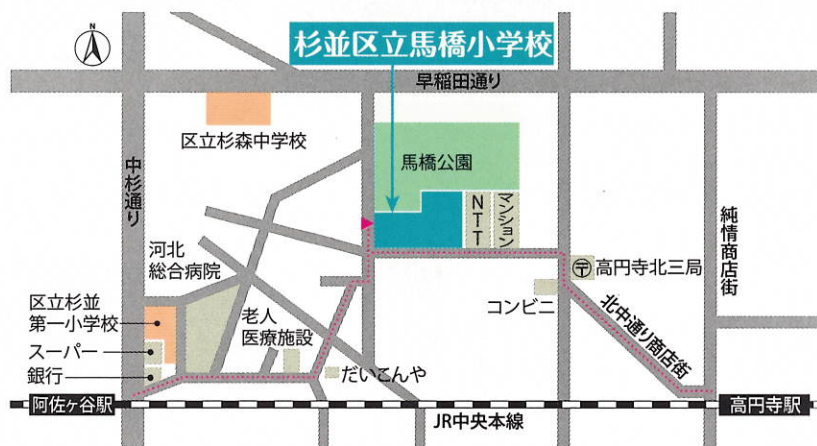 N
杉並区立馬橋小学校
早稲田通り
区立杉森中学校
馬橋公園
中杉通り
純情商店街
NTT
マンション
河北
総合病院
高円寺北三局
コンビニ
区立杉並
第一小学校
老人
医療施設
北中通り商店街
スーパー
銀行
だいこんや
阿佐ヶ谷駅
高円寺駅
JR中央本線